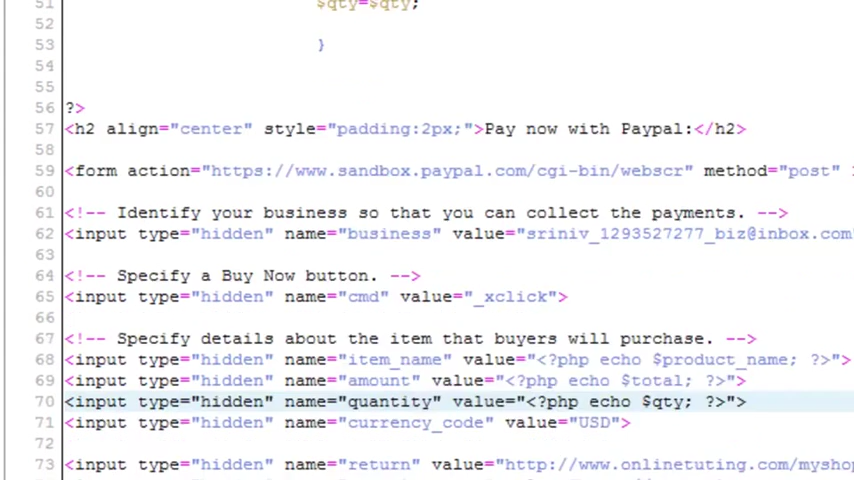 51 $qty=$qty;
52
53 }
54
55
56 ?>
57 <h2 align="center" style="padding:2px;">Pay now with Paypal:</h2>
58
59 <form action="https://www.sandbox.paypal.com/cgi-bin/webscr" method="post"
60
61 <!-- Identify your business so that you can collect the payments. -->
62 <input type="hidden" name="business" value="sriniv_1293527277_biz@inbox.com
63
64 <!-- Specify a Buy Now button. -->
65 <input type="hidden" name="cmd" value="_xclick">
66
67 <!-- Specify details about the item that buyers will purchase. -->
68 <input type="hidden" name="item_name" value="<?php echo $product_name; ?>">
69 <input type="hidden" name="amount" value="<?php echo $total; ?>">
70 <input type="hidden" name="quantity" value="<?php echo $qty; ?>">
71 <input type="hidden" name="currency_code" value="USD">
72
73 <input type="hidden" name="return" value="http://www.onlinetuting.com/myshop